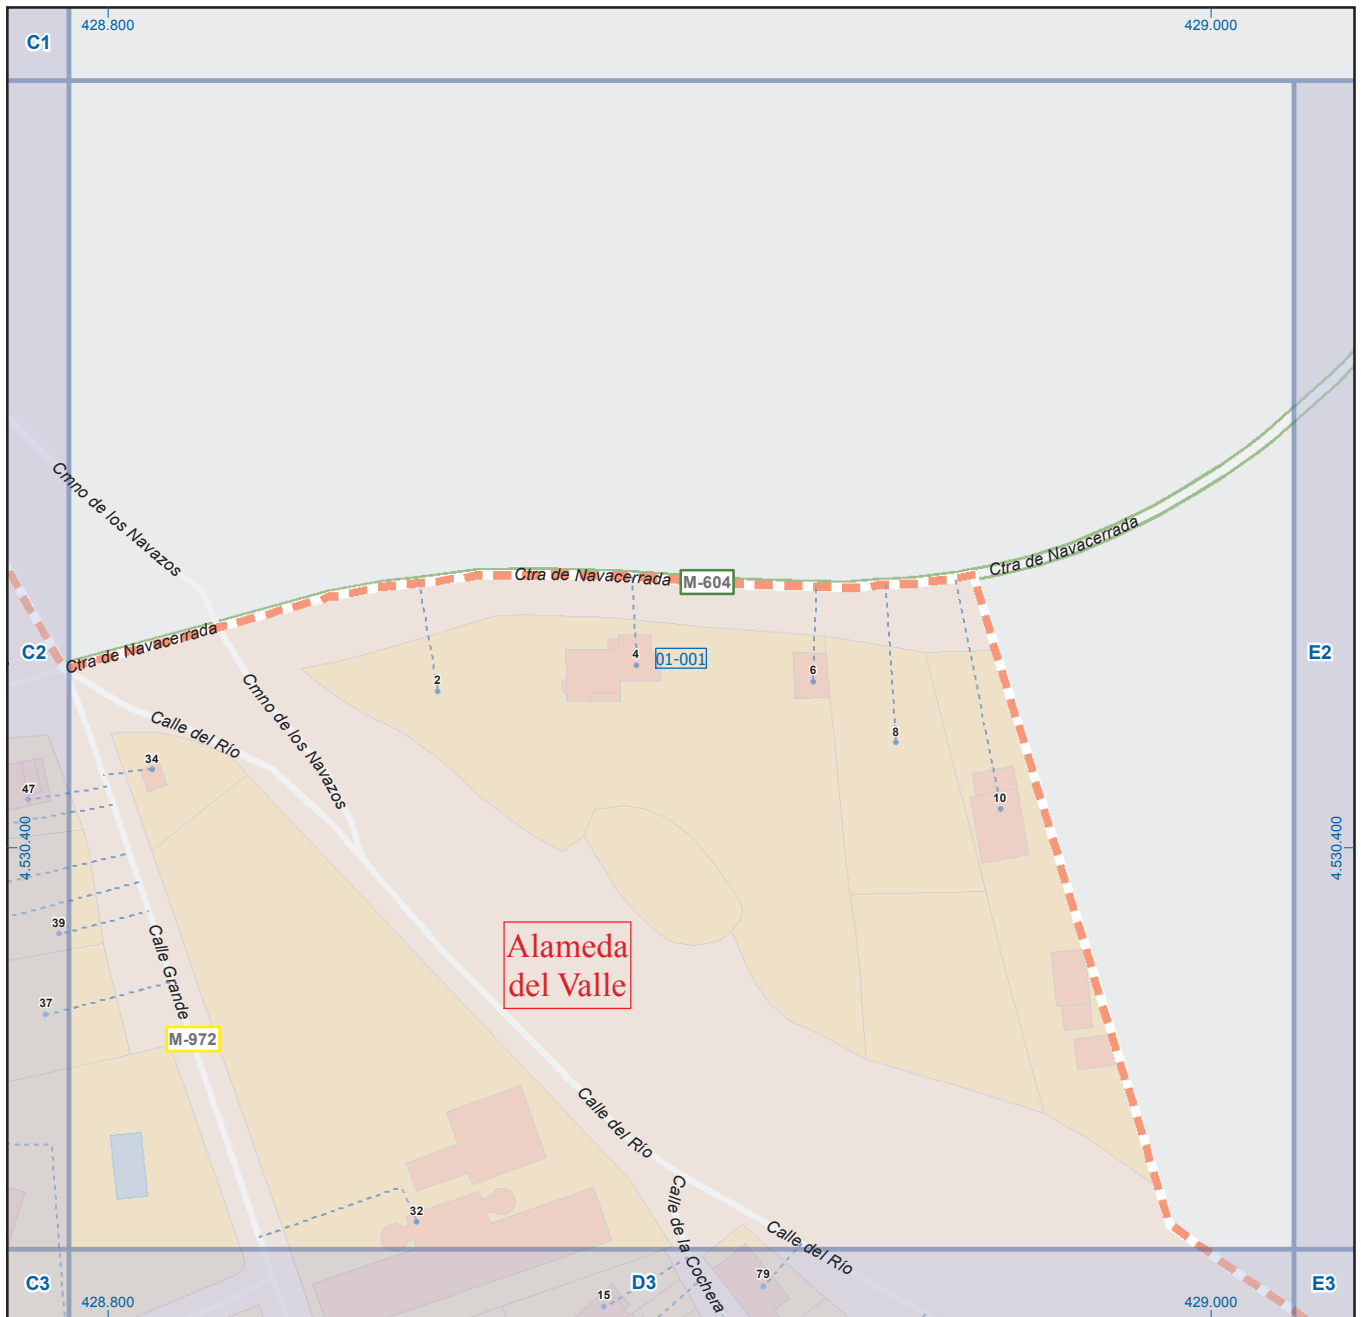 428.800
429.000
C1
Cmno de los Navazos
Ctra de Navacerrada
Ctra de Navacerrada
M-604
Ctra de Navacerrada
C2
E2
4
01-001
6
2
8
Cmno de los Navazos
Calle del Río
34
47
10
4.530.400
4.530.400
39
Calle Grande
Alameda
del Valle
37
M-972
Calle del Río
Calle de la Cochera
32
Calle del Río
C3
D3
79
E3
15
428.800
429.000